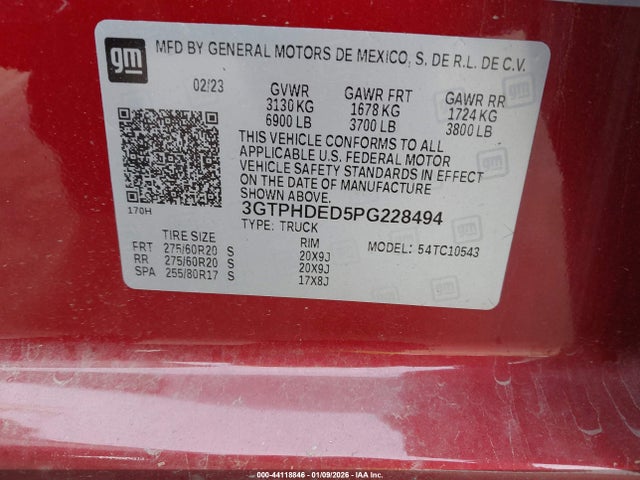 gm
MFD BY GENERAL MOTORS DE MEXICO, S. DE R.L. DE C.V.
02/23 GVWR GAWR FRT GAWR RR
3130 KG 1678 KG 1724 KG
6900 LB 3700 LB 3800 LB
THIS VEHICLE CONFORMS TO ALL
APPLICABLE U.S. FEDERAL MOTOR
VEHICLE SAFETY STANDARDS IN EFFECT
ON THE DATE OF MANUFACTURE
SHOWN ABOVE.
170H
3GTPHDED5PG228494
TYPE: TRUCK
TIRE SIZE RIM MODEL: 54TC10543
FRT 275/60R20 S 20X9J
RR 275/60R20 S 20X9J
SPA 255/80R17 S 17X8J
000-44118846 | 01/09/2026 - IAA Inc.